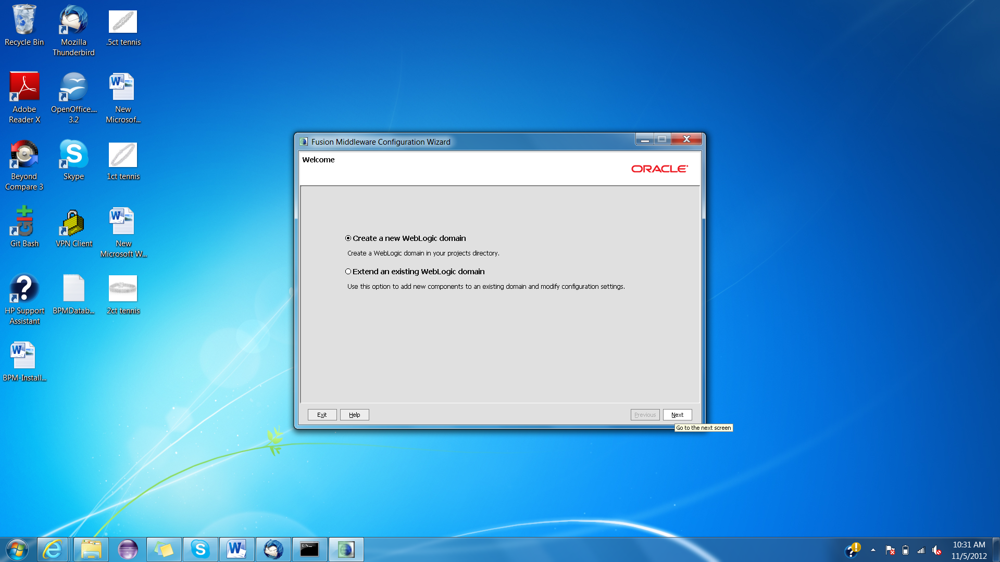 Recycle Bin
Mozilla
Thunderbird
.5ct tennis
Adobe
Reader X
OpenOffice....
3.2
New
Microsof...
Beyond
Compare 3
Skype
1ct tennis
Git Bash
VPN Client
New
Microsoft W...
HP Support
Assistant
BPMDatab...
2ct tennis
BPM-Install...
Fusion Middleware Configuration Wizard
Welcome
ORACLE
Create a new WebLogic domain
Create a WebLogic domain in your projects directory.
Extend an existing WebLogic domain
Use this option to add new components to an existing domain and modify configuration settings.
Exit
Help
Previous
Next
Go to the next screen
10:31 AM
11/5/2012